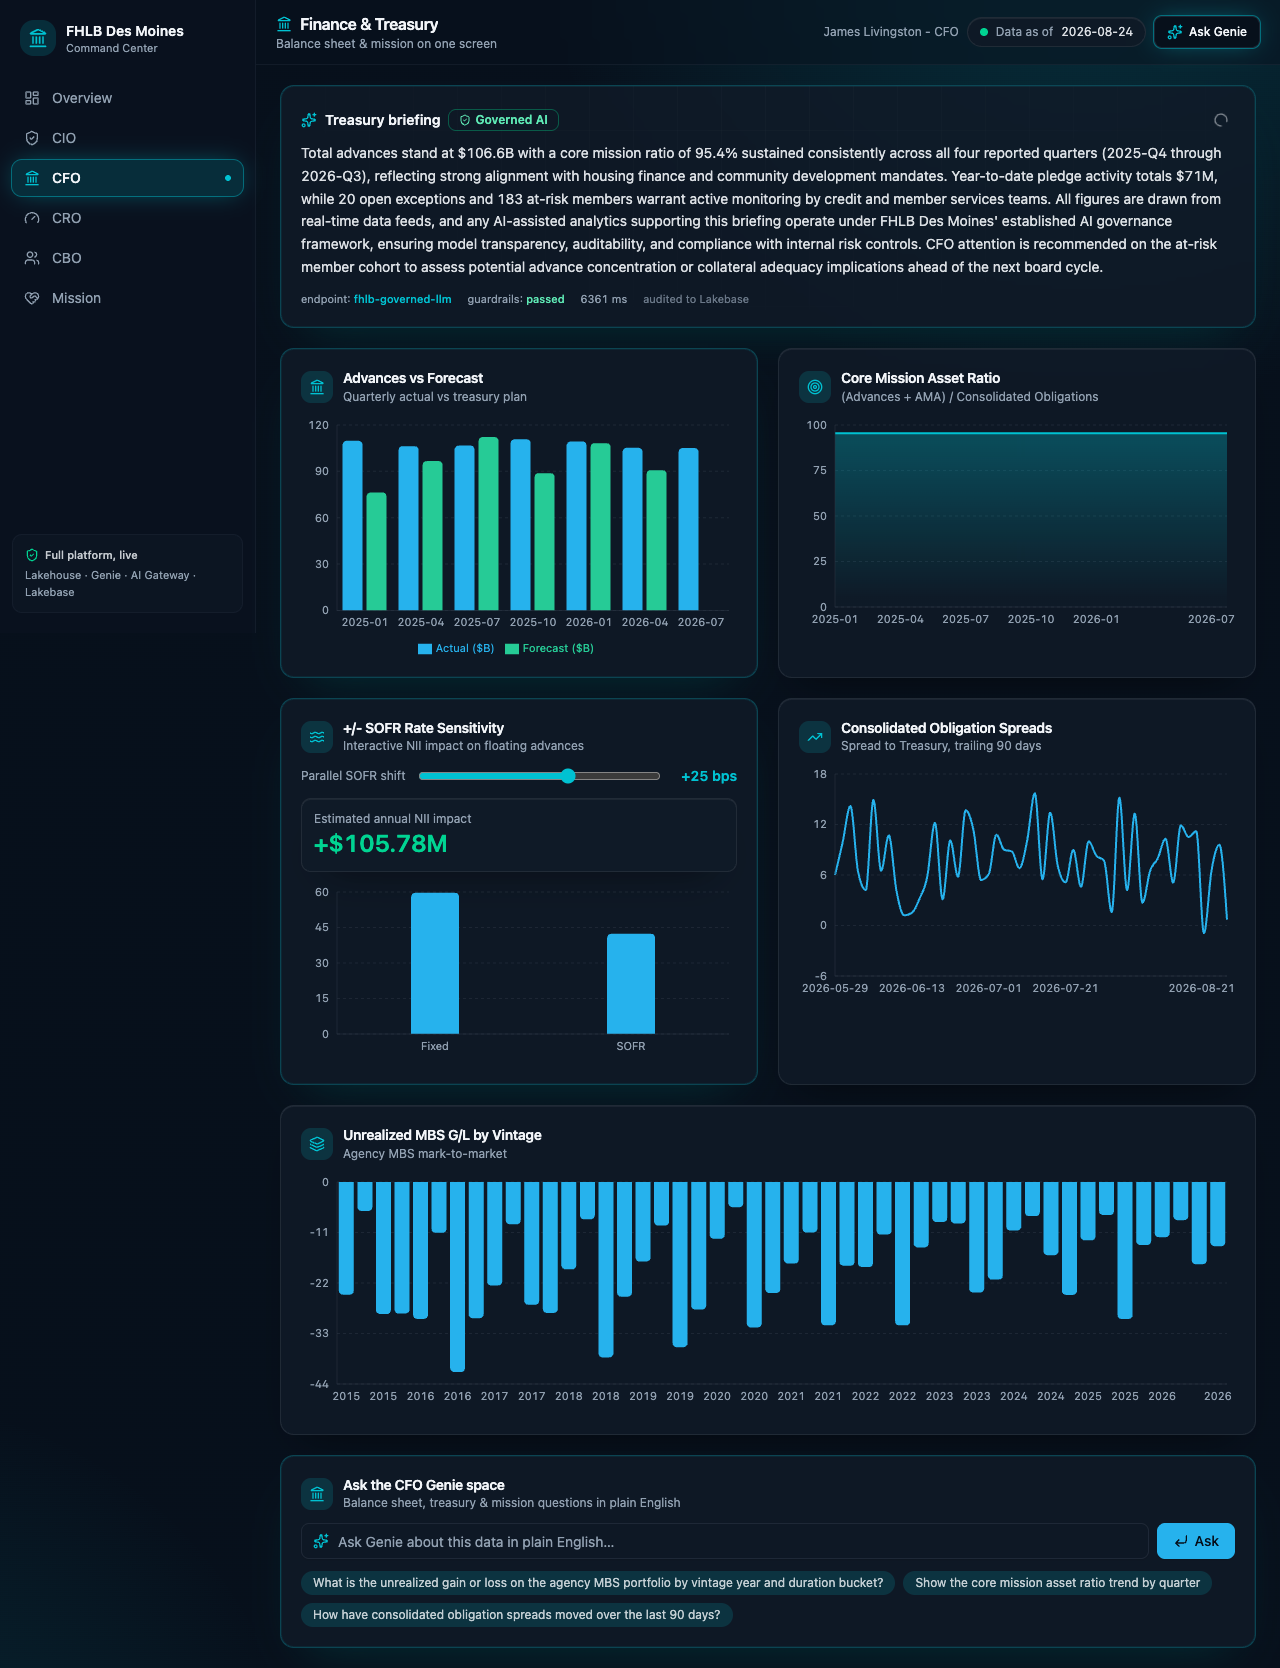 FHLB Des Moines
Command Center
Overview
CIO
CFO
CRO
CBO
Mission
Full platform, live
Lakehouse · Genie · AI Gateway ·
Lakebase
Finance & Treasury
Balance sheet & mission on one screen
James Livingston - CFO
Data as of 2026-08-24
Ask Genie
Treasury briefing
Governed AI
Total advances stand at $106.6B with a core mission ratio of 95.4% sustained consistently across all four reported quarters (2025-Q4 through
2026-Q3), reflecting strong alignment with housing finance and community development mandates. Year-to-date pledge activity totals $71M,
while 20 open exceptions and 183 at-risk members warrant active monitoring by credit and member services teams. All figures are drawn from
real-time data feeds, and any AI-assisted analytics supporting this briefing operate under FHLB Des Moines' established AI governance
framework, ensuring model transparency, auditability, and compliance with internal risk controls. CFO attention is recommended on the at-risk
member cohort to assess potential advance concentration or collateral adequacy implications ahead of the next board cycle.
endpoint: fhlb-governed-llm guardrails: passed 6361 ms audited to Lakebase
Advances vs Forecast
Quarterly actual vs treasury plan
120
90
60
30
0
2025-01 2025-04 2025-07 2025-10 2026-01 2026-04 2026-07
Actual ($B) Forecast ($B)
Core Mission Asset Ratio
(Advances + AMA) / Consolidated Obligations
100
75
50
25
0
2025-01 2025-04 2025-07 2025-10 2026-01 2026-07
+/- SOFR Rate Sensitivity
Interactive NII impact on floating advances
Parallel SOFR shift
+25 bps
Estimated annual NII impact
+$105.78M
60
45
30
15
0
Fixed SOFR
Consolidated Obligation Spreads
Spread to Treasury, trailing 90 days
18
12
6
0
-6
2026-05-29 2026-06-13 2026-07-01 2026-07-21 2026-08-21
Unrealized MBS G/L by Vintage
Agency MBS mark-to-market
0
-11
-22
-33
-44
2015 2015 2016 2016 2017 2017 2018 2018 2019 2019 2020 2020 2021 2021 2022 2022 2023 2023 2024 2024 2025 2025 2026 2026
Ask the CFO Genie space
Balance sheet, treasury & mission questions in plain English
Ask Genie about this data in plain English...
Ask
What is the unrealized gain or loss on the agency MBS portfolio by vintage year and duration bucket?
Show the core mission asset ratio trend by quarter
How have consolidated obligation spreads moved over the last 90 days?